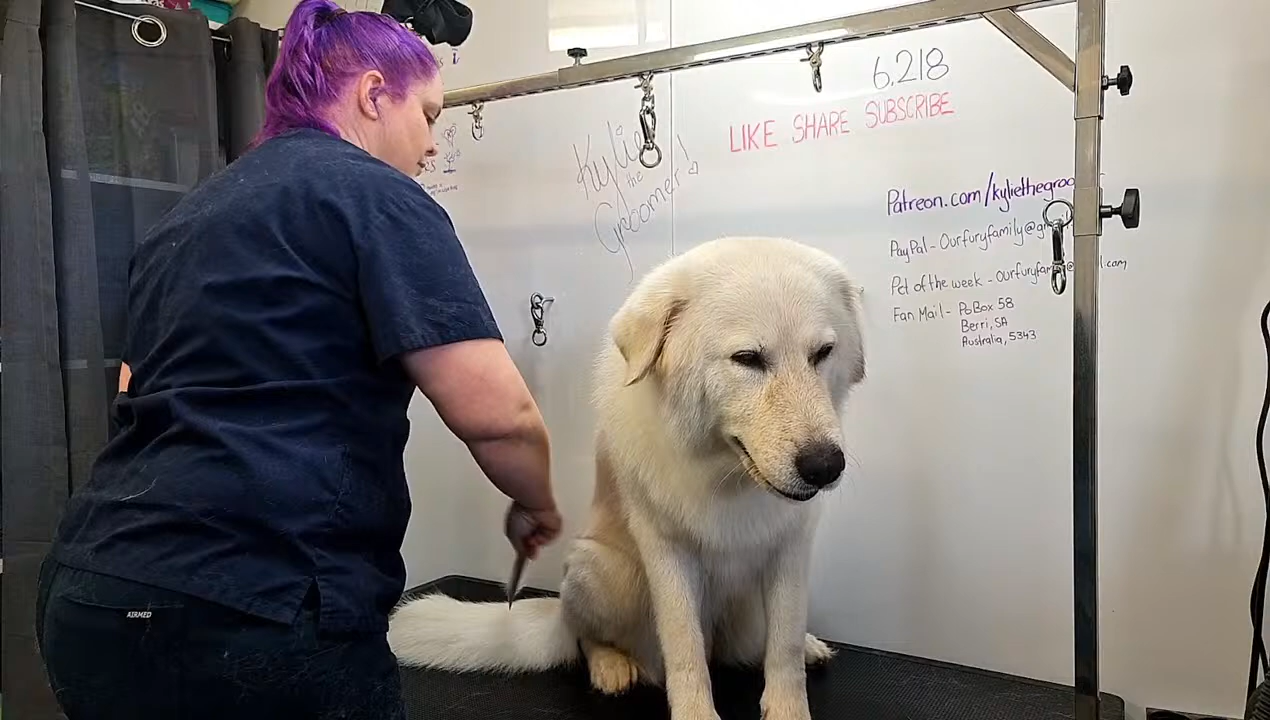 6,218
LIKE SHARE SUBSCRIBE
Kylie
the
Groomer!
Patreon.com/kyliethegroo
PayPal - Ourfuryfamily@g
Pet of the week - ourfuryfam @ .com
Fan Mail - PoBox 58
Berri, SA
Australia, 5343
AIRMED